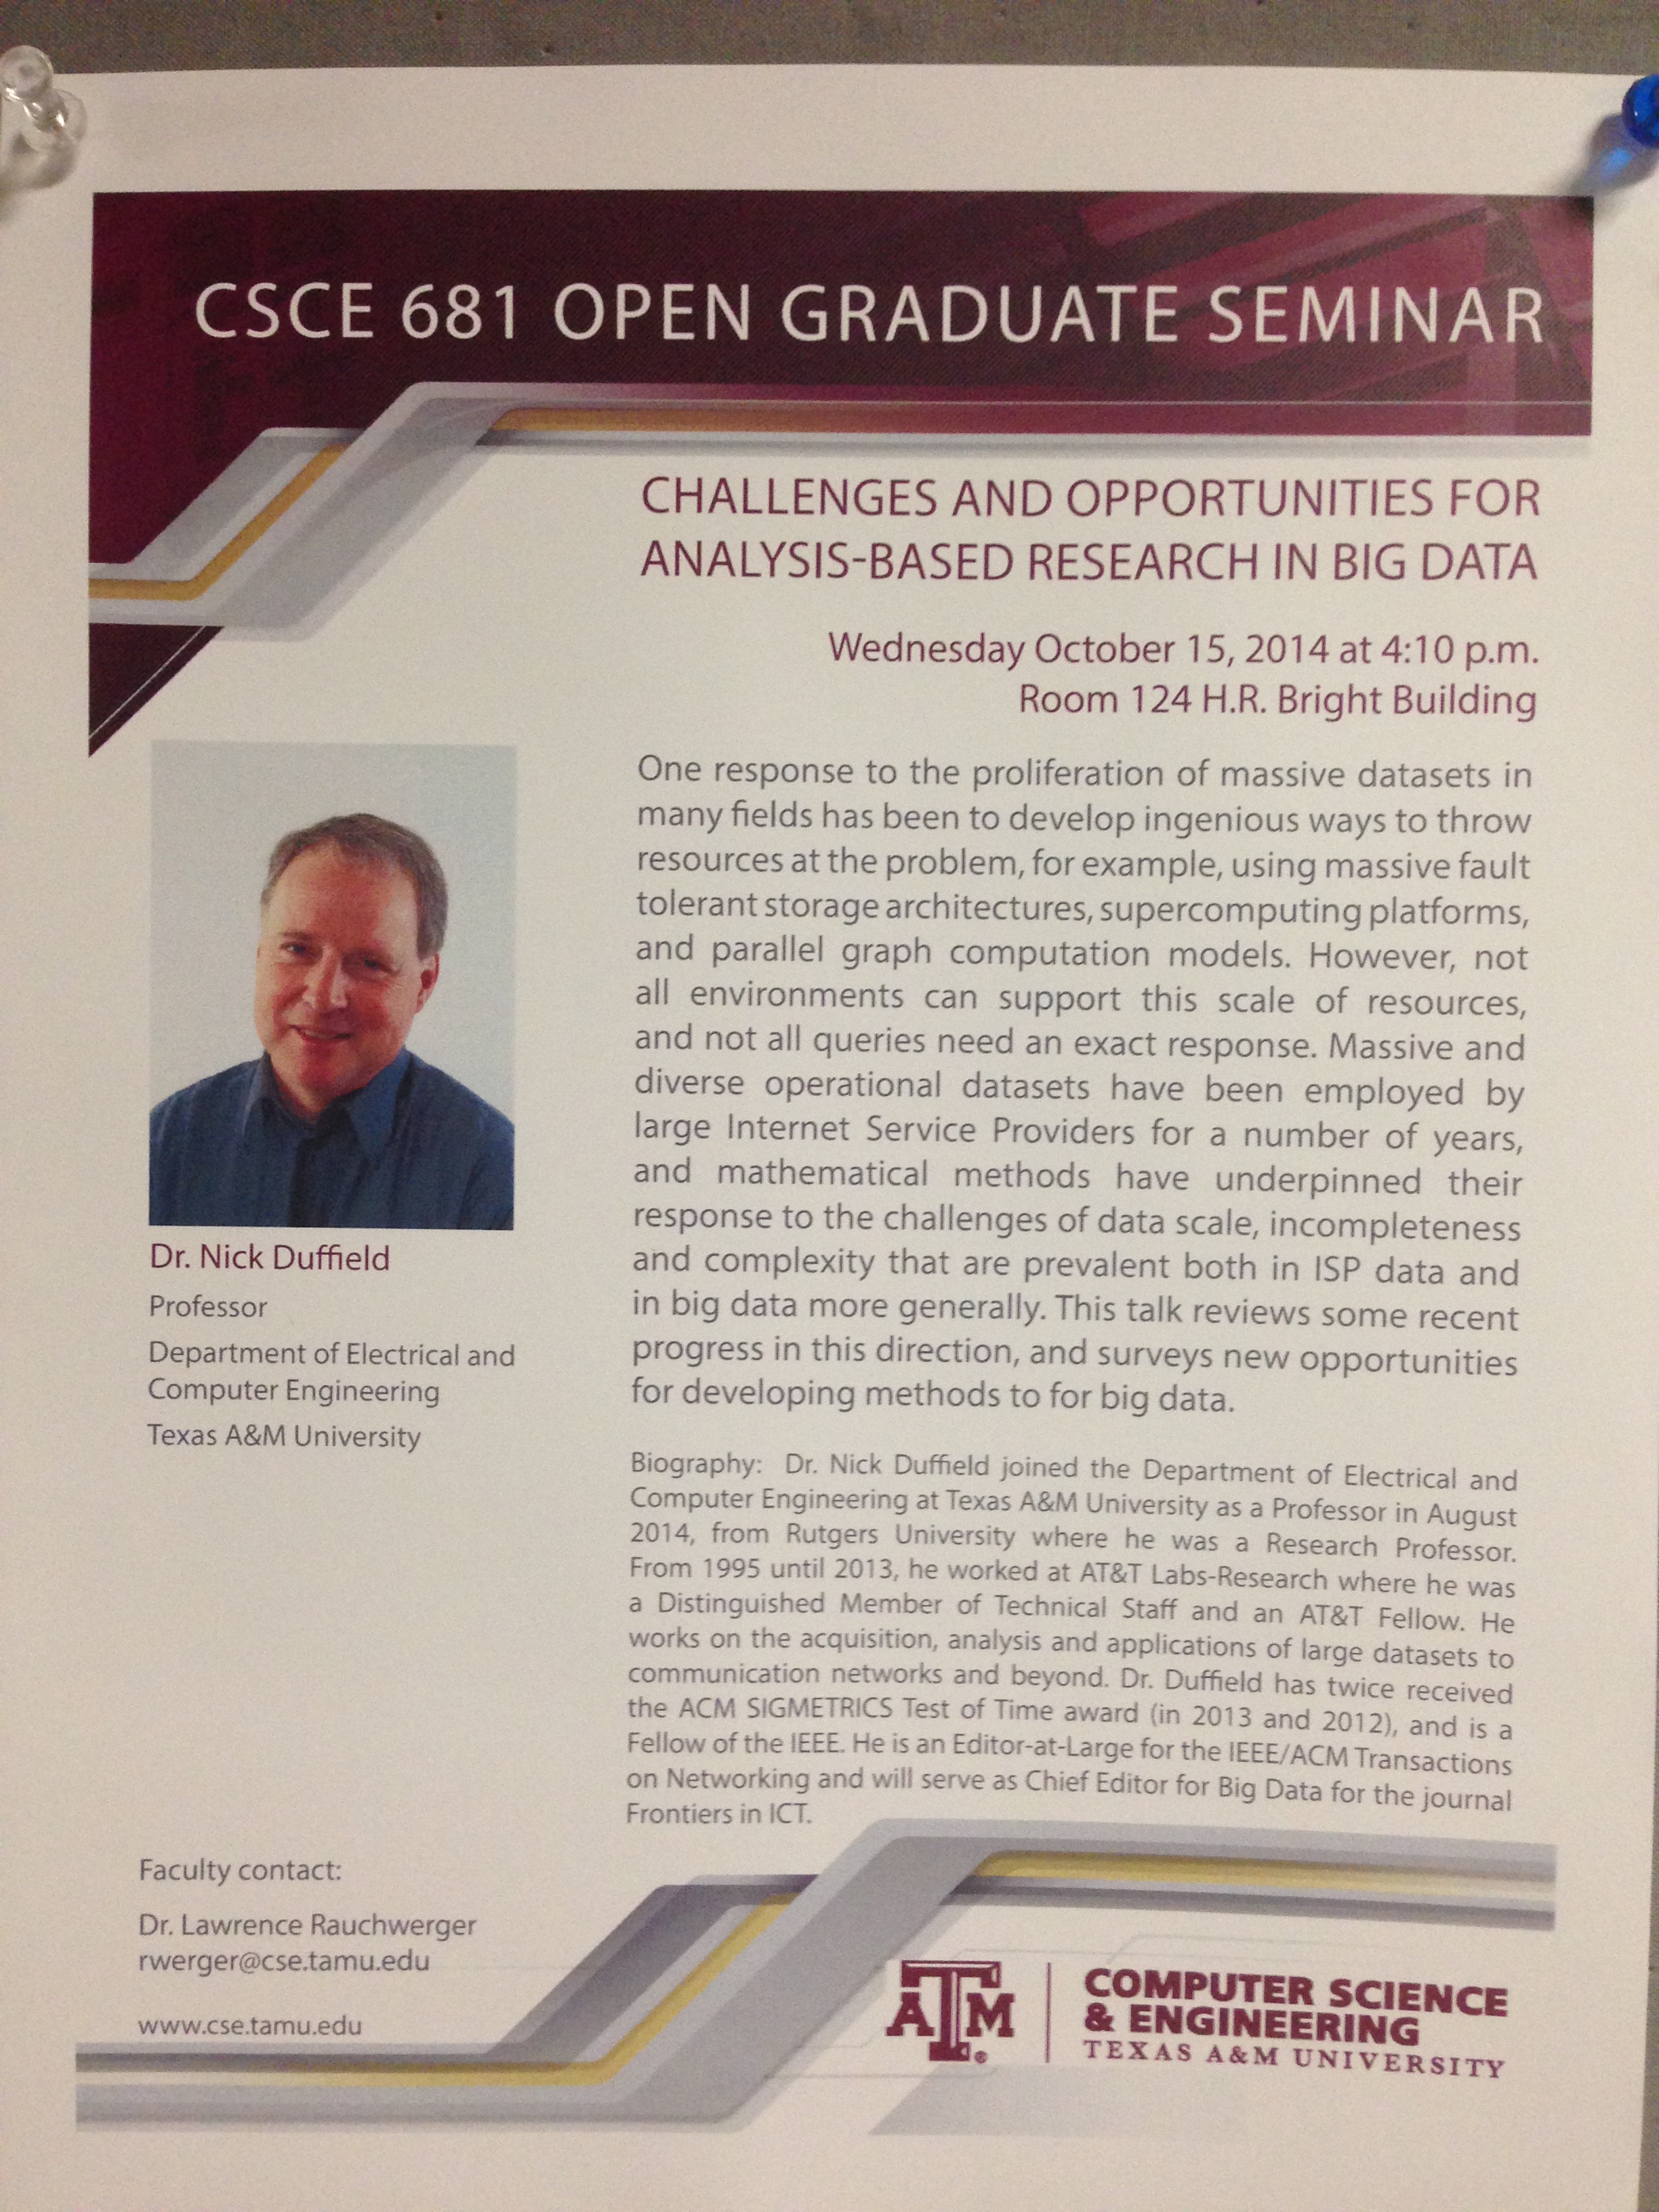 CSCE 681 OPEN GRADUATE SEMINAR
CHALLENGES AND OPPORTUNITIES FOR
ANALYSIS-BASED RESEARCH IN BIG DATA
Wednesday October 15, 2014 at 4:10 p.m.
Room 124 H.R. Bright Building
One response to the proliferation of massive datasets in
many fields has been to develop ingenious ways to throw
resources at the problem, for example, using massive fault
tolerant storage architectures, supercomputing platforms,
and parallel graph computation models. However, not
all environments can support this scale of resources,
and not all queries need an exact response. Massive and
diverse operational datasets have been employed by
large Internet Service Providers for a number of years,
and mathematical methods have underpinned their
response to the challenges of data scale, incompleteness
and complexity that are prevalent both in ISP data and
in big data more generally. This talk reviews some recent
progress in this direction, and surveys new opportunities
for developing methods to for big data.
Dr. Nick Duffield
Professor
Department of Electrical and
Computer Engineering
Texas A&M University
Biography: Dr. Nick Duffield joined the Department of Electrical and
Computer Engineering at Texas A&M University as a Professor in August
2014, from Rutgers University where he was a Research Professor.
From 1995 until 2013, he worked at AT&T Labs-Research where he was
a Distinguished Member of Technical Staff and an AT&T Fellow. He
works on the acquisition, analysis and applications of large datasets to
communication networks and beyond. Dr. Duffield has twice received
the ACM SIGMETRICS Test of Time award (in 2013 and 2012), and is a
Fellow of the IEEE. He is an Editor-at-Large for the IEEE/ACM Transactions
on Networking and will serve as Chief Editor for Big Data for the journal
Frontiers in ICT.
Faculty contact:
Dr. Lawrence Rauchwerger
rwerger@cse.tamu.edu
www.cse.tamu.edu
ATM®
COMPUTER SCIENCE
& ENGINEERING
TEXAS A&M UNIVERSITY